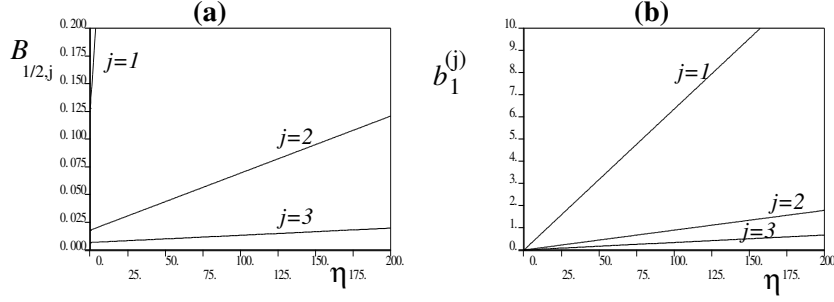 (a)
B 1/2,j
0.200
0.175
0.150
0.125
0.100
0.075
0.050
0.025
0.000
j=1
j=2
j=3
0. 25. 50. 75. 100. 125. 150. 175. 200.
η
(b)
b1(j)
10.
9.
8.
7.
6.
5.
4.
3.
2.
1.
0.
j=1
j=2
j=3
0. 25. 50. 75. 100. 125. 150. 175. 200.
η